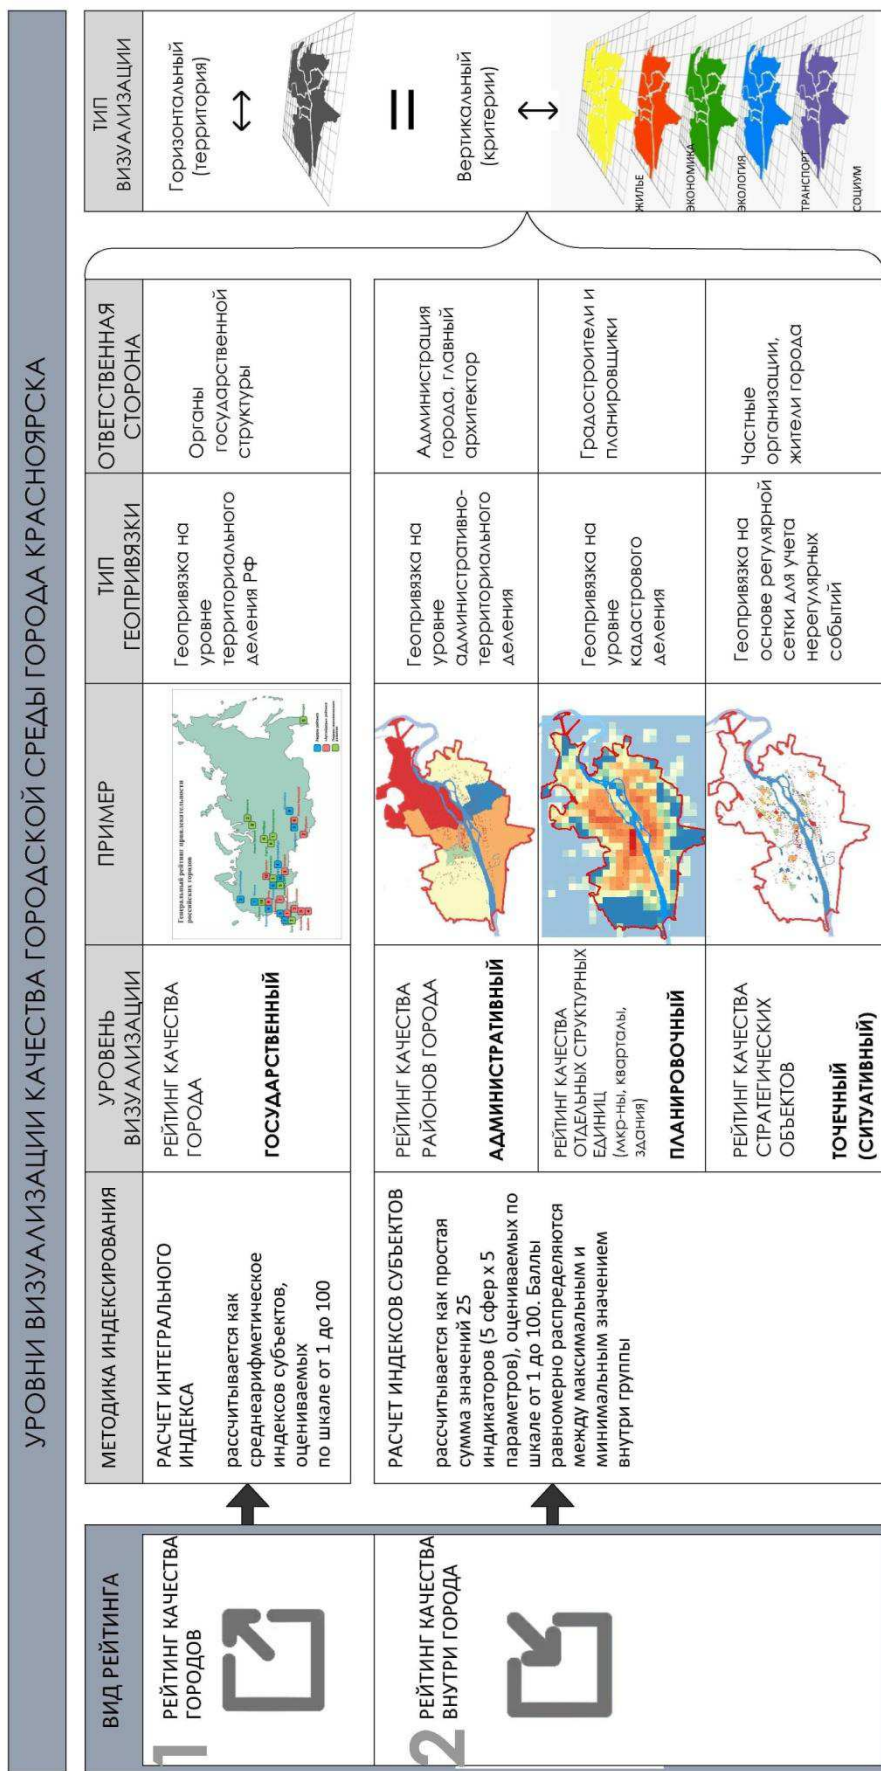 УРОВНИ ВИЗУАЛИЗАЦИИ КАЧЕСТВА ГОРОДСКОЙ СРЕДЫ ГОРОДА КРАСНОЯРСКА
ВИД РЕЙТИНГА
МЕТОДИКА ИНДЕКСИРОВАНИЯ
УРОВЕНЬ
ВИЗУАЛИЗАЦИИ
ПРИМЕР
ТИП
ГЕОПРИВЯЗКИ
ОТВЕТСТВЕННАЯ
СТОРОНА
ТИП
ВИЗУАЛИЗАЦИИ
1
РЕЙТИНГ КАЧЕСТВА
ГОРОДОВ
РАСЧЕТ ИНТЕГРАЛЬНОГО
ИНДЕКСА
рассчитывается как
среднеарифметическое
индексов субъектов,
оцениваемых
по шкале от 1 до 100
РЕЙТИНГ КАЧЕСТВА
ГОРОДА
ГОСУДАРСТВЕННЫЙ
Генеральный рейтинг привлекательности
российских городов
Геопривязка на
уровне
территориального
деления РФ
Органы
государственной
структуры
2
РЕЙТИНГ КАЧЕСТВА
ВНУТРИ ГОРОДА
РАСЧЕТ ИНДЕКСОВ СУБЪЕКТОВ
рассчитывается как простая
сумма значений 25
индикаторов (5 сфер х 5
параметров), оцениваемых по
шкале от 1 до 100. Баллы
равномерно распределяются
между максимальным и
минимальным значением
внутри группы
РЕЙТИНГ КАЧЕСТВА
РАЙОНОВ ГОРОДА
АДМИНИСТРАТИВНЫЙ
Геопривязка на
уровне
административно-
территориального
деления
Администрация
города, главный
архитектор
РЕЙТИНГ КАЧЕСТВА
ОТДЕЛЬНЫХ СТРУКТУРНЫХ
ЕДИНИЦ
(мкр-ны, кварталы,
здания)
ПЛАНИРОВОЧНЫЙ
Геопривязка на
уровне
кадастрового
деления
Градостроители и
планировщики
РЕЙТИНГ КАЧЕСТВА
СТРАТЕГИЧЕСКИХ
ОБЪЕКТОВ
ТОЧЕЧНЫЙ
(СИТУАТИВНЫЙ)
Геопривязка на
основе регулярной
сетки для учета
нерегулярных
событий
Частные
организации,
жители города
Горизонтальный
(территория)
Вертикальный
(критерии)
ЖИЛЬЕ
ЭКОНОМИКА
ЭКОЛОГИЯ
ТРАНСПОРТ
СОЦИУМ